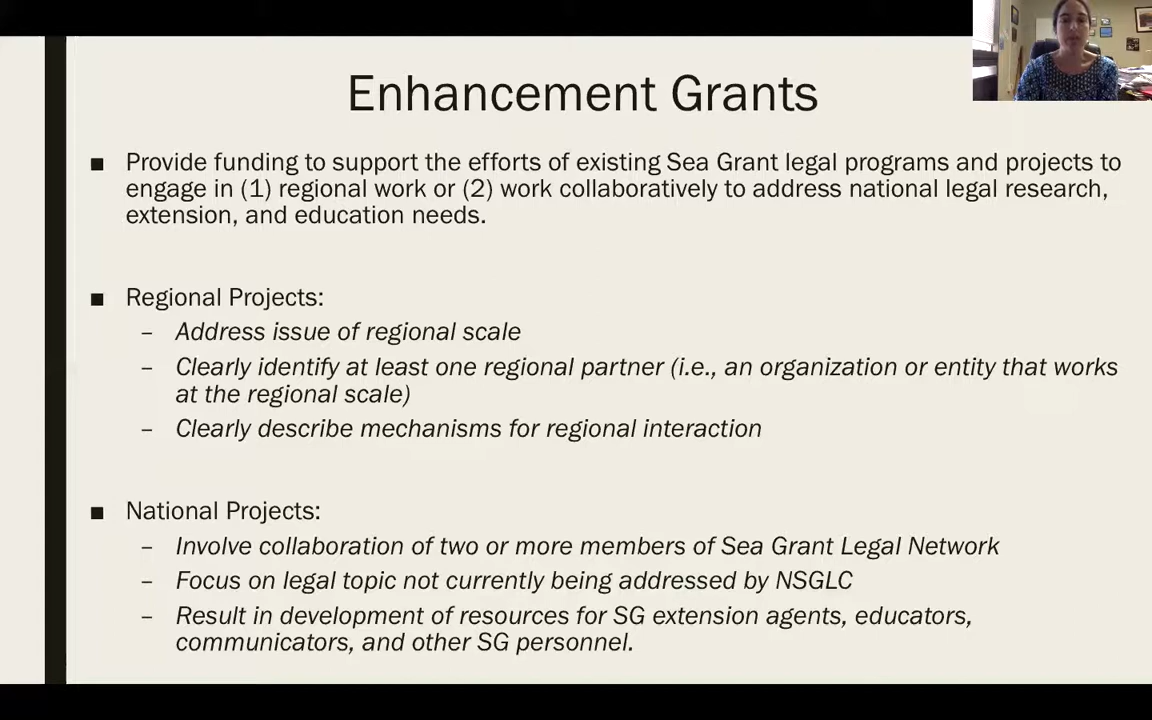 Enhancement Grants
■ Provide funding to support the efforts of existing Sea Grant legal programs and projects to
engage in (1) regional work or (2) work collaboratively to address national legal research,
extension, and education needs.
■ Regional Projects:
– Address issue of regional scale
– Clearly identify at least one regional partner (i.e., an organization or entity that works
at the regional scale)
– Clearly describe mechanisms for regional interaction
■ National Projects:
– Involve collaboration of two or more members of Sea Grant Legal Network
– Focus on legal topic not currently being addressed by NSGLC
– Result in development of resources for SG extension agents, educators,
communicators, and other SG personnel.